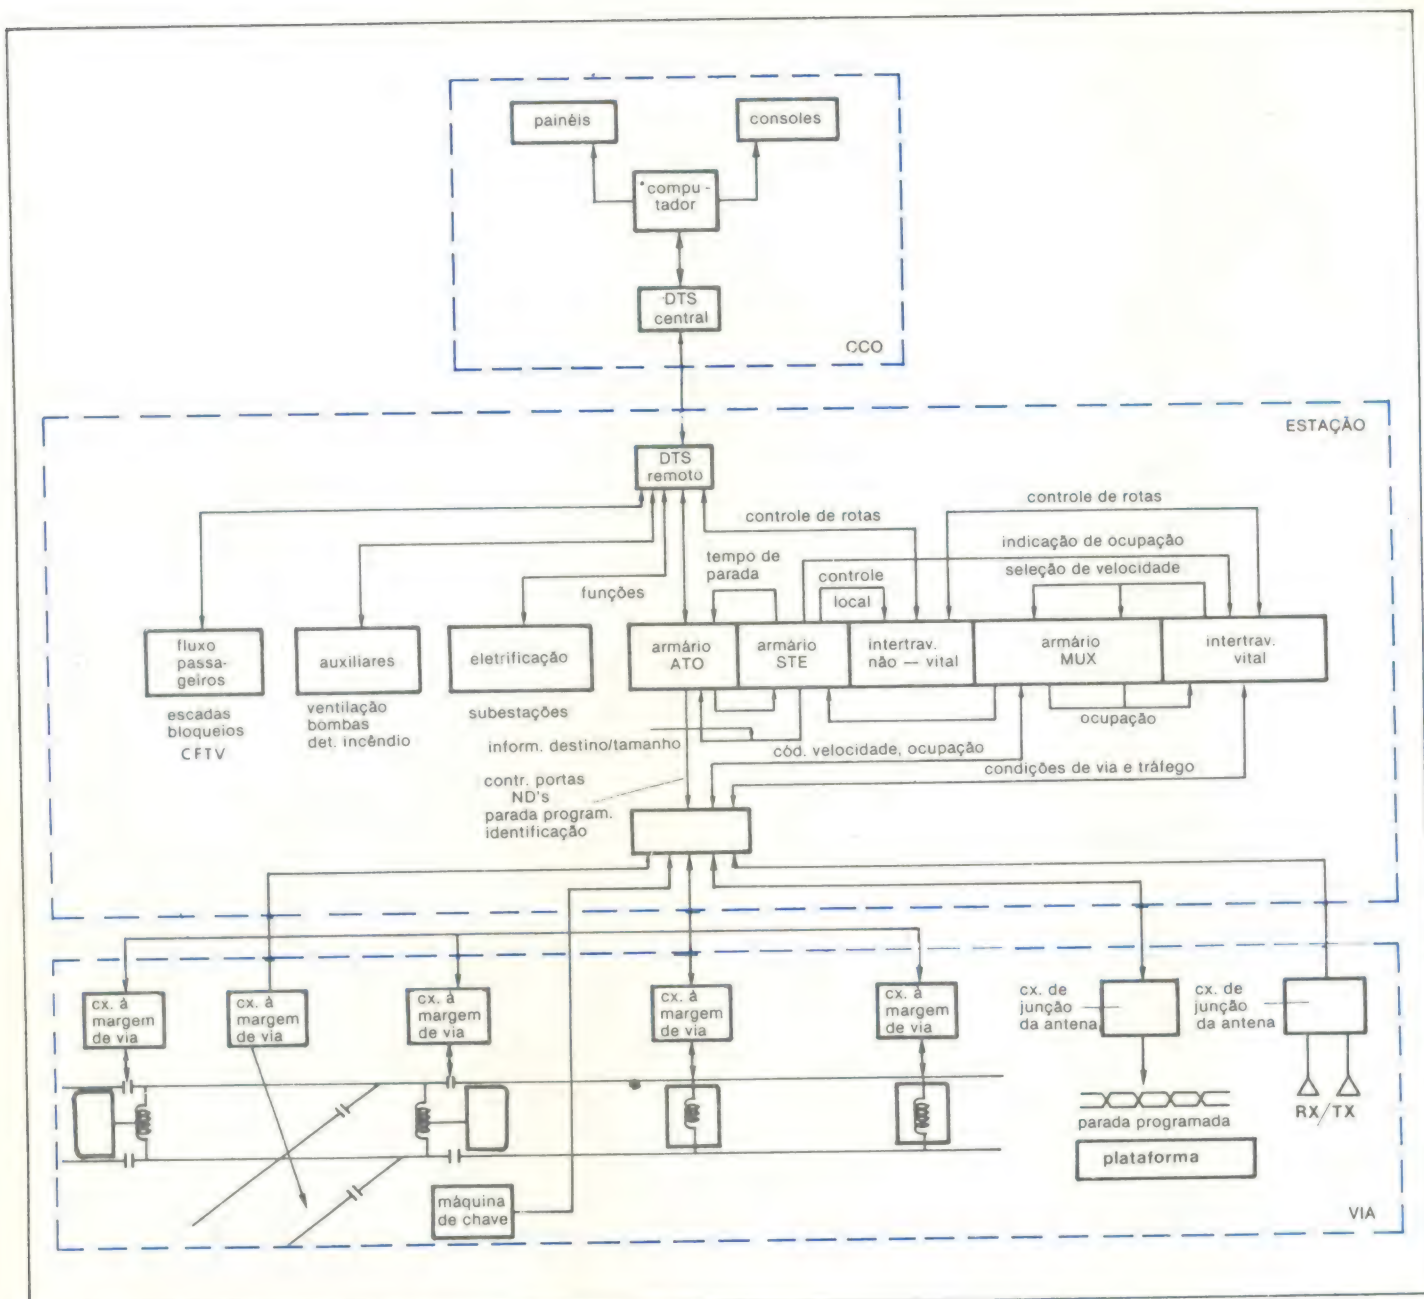 painéis
consoles
compu-
tador
DTS
central
CCO
ESTAÇÃO
DTS
remoto
controle de rotas
controle de rotas
indicação de ocupação
tempo de
parada
controle
local
seleção de velocidade
funções
fluxo
passa-
geiros
auxiliares
eletrificação
armário
ATO
armário
STE
intertrav.
não — vital
armário
MUX
intertrav.
vital
escadas
bloqueios
CFTV
ventilação
bombas
det. incêndio
subestações
ocupação
inform. destino/tamanho
cód. velocidade, ocupação
condições de via e tráfego
contr. portas
ND's
parada program.
identificação
cx. à
margem
de via
cx. à
margem
de via
cx. à
margem
de via
cx. à
margem
de via
cx. à
margem
de via
cx. de
junção
da antena
cx. de
junção
da antena
RX/TX
parada programada
plataforma
máquina
de chave
VIA